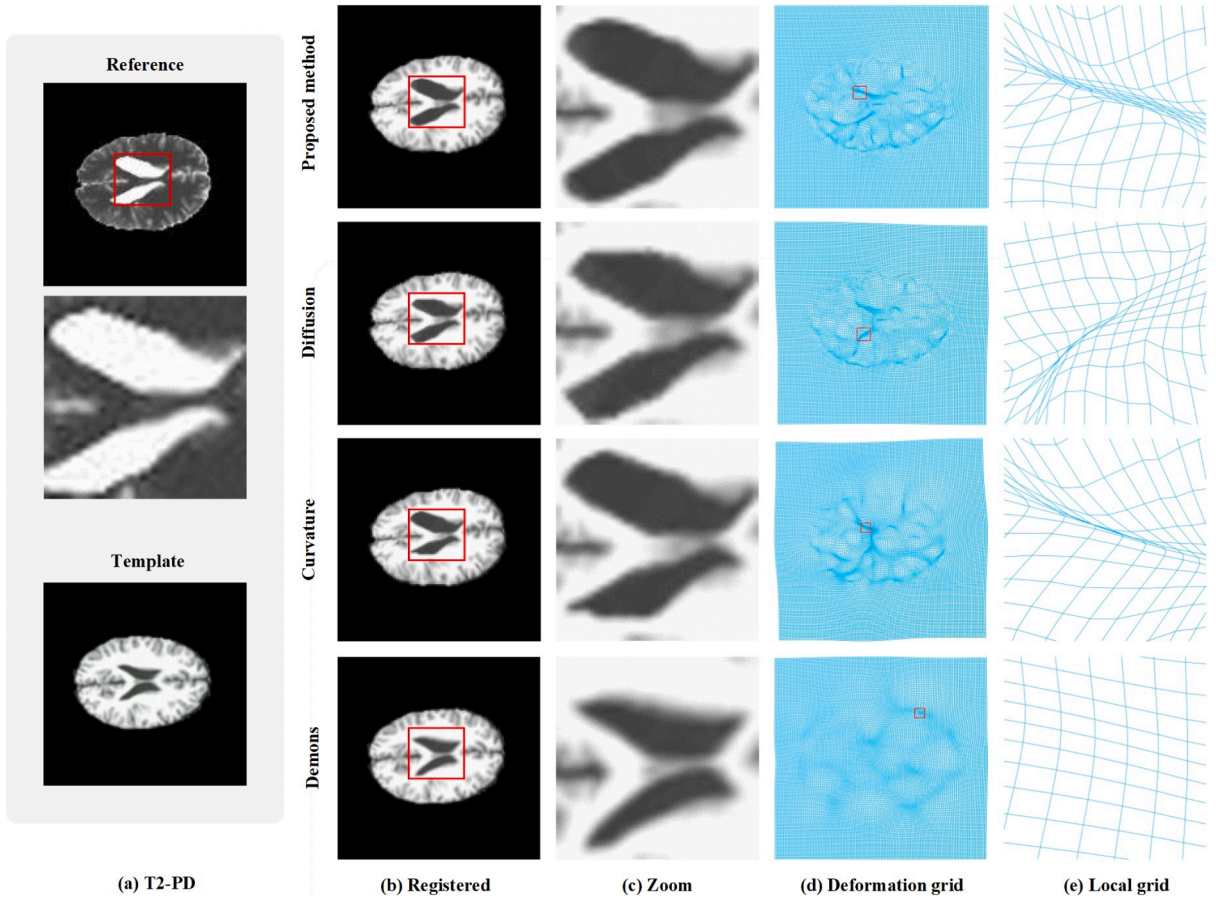 Reference
Template
(a) T2-PD
Proposed method
Diffusion
Curvature
Demons
(b) Registered
(c) Zoom
(d) Deformation grid
(e) Local grid